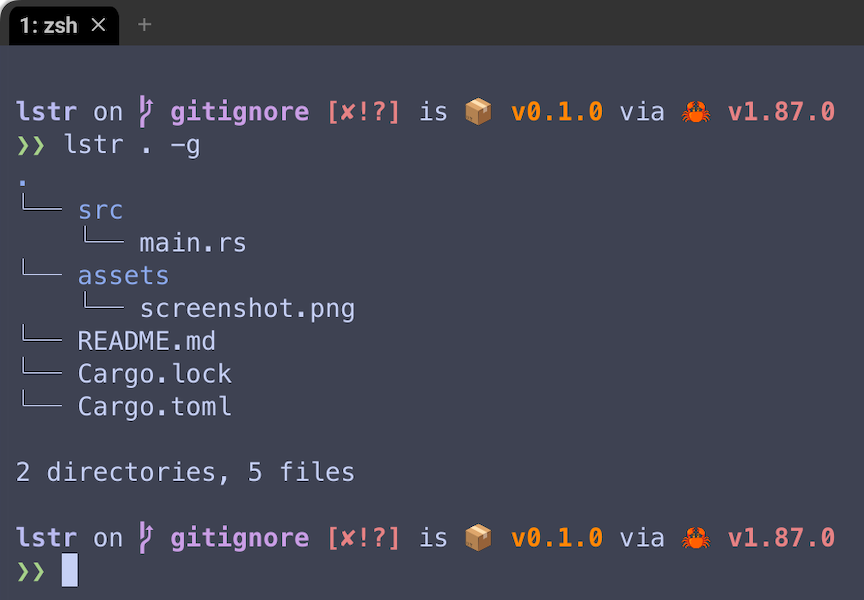 1: zsh × +
lstr on gitignore [✘!?] is 📦 v0.1.0 via 🦀 v1.87.0
❯❯ lstr . -g
.
└── src
    └── main.rs
└── assets
    └── screenshot.png
└── README.md
└── Cargo.lock
└── Cargo.toml
2 directories, 5 files
lstr on gitignore [✘!?] is 📦 v0.1.0 via 🦀 v1.87.0
❯❯